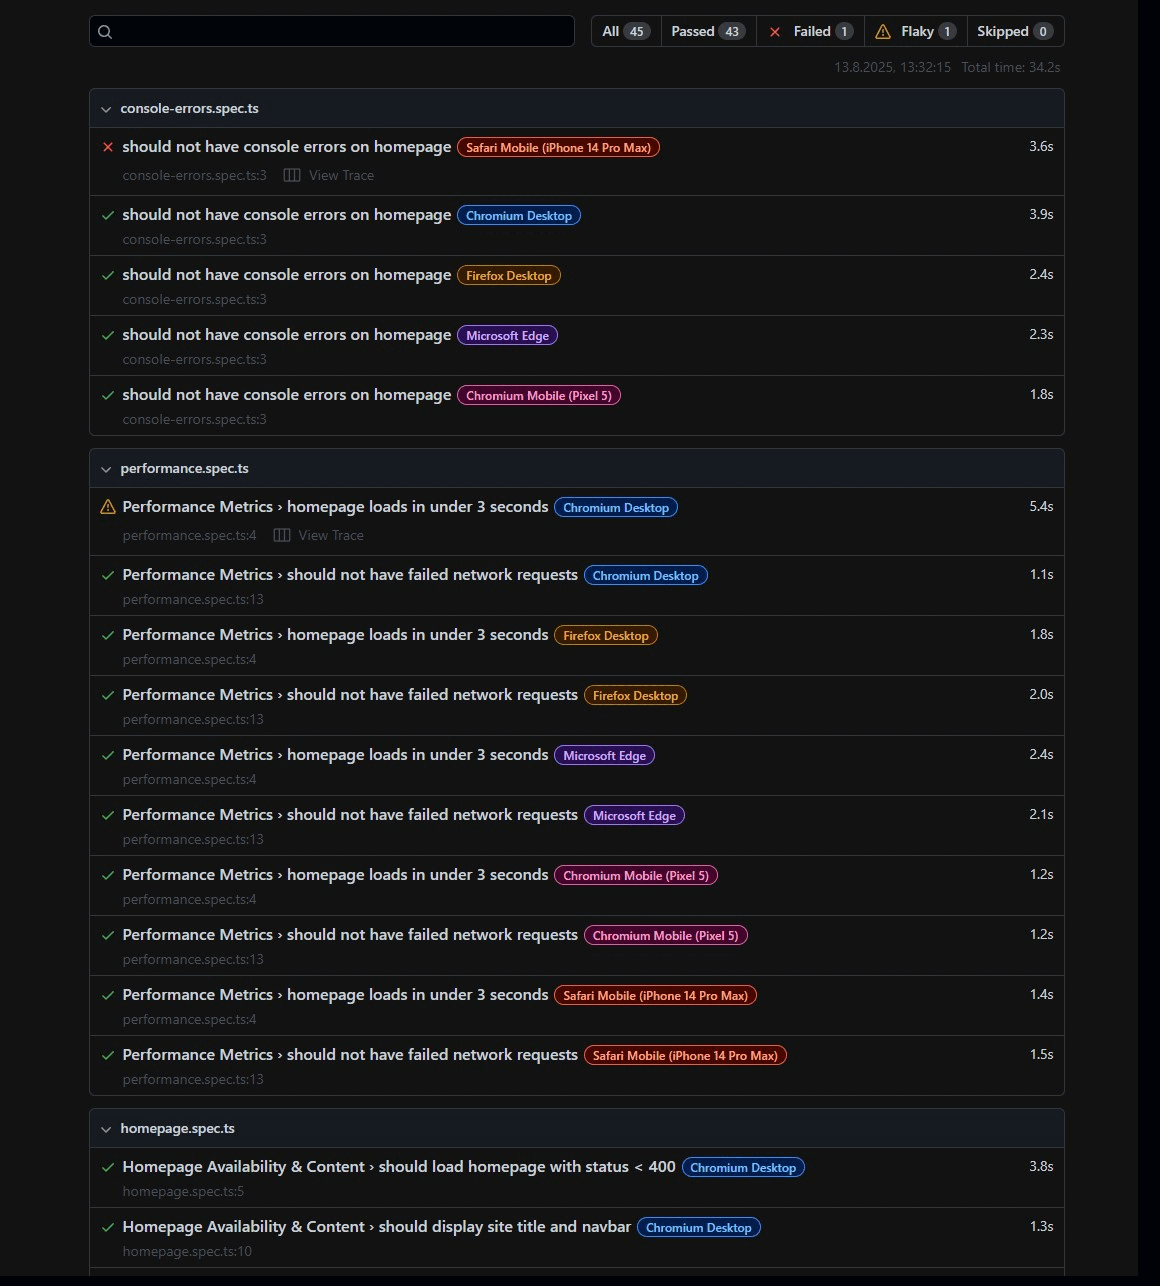 All 45 Passed 43 Failed 1 Flaky 1 Skipped 0
13.8.2025, 13:32:15 Total time: 34.2s
console-errors.spec.ts
should not have console errors on homepage Safari Mobile (iPhone 14 Pro Max) 3.6s
console-errors.spec.ts:3 View Trace
should not have console errors on homepage Chromium Desktop 3.9s
console-errors.spec.ts:3
should not have console errors on homepage Firefox Desktop 2.4s
console-errors.spec.ts:3
should not have console errors on homepage Microsoft Edge 2.3s
console-errors.spec.ts:3
should not have console errors on homepage Chromium Mobile (Pixel 5) 1.8s
console-errors.spec.ts:3
performance.spec.ts
Performance Metrics › homepage loads in under 3 seconds Chromium Desktop 5.4s
performance.spec.ts:4 View Trace
Performance Metrics › should not have failed network requests Chromium Desktop 1.1s
performance.spec.ts:13
Performance Metrics › homepage loads in under 3 seconds Firefox Desktop 1.8s
performance.spec.ts:4
Performance Metrics › should not have failed network requests Firefox Desktop 2.0s
performance.spec.ts:13
Performance Metrics › homepage loads in under 3 seconds Microsoft Edge 2.4s
performance.spec.ts:4
Performance Metrics › should not have failed network requests Microsoft Edge 2.1s
performance.spec.ts:13
Performance Metrics › homepage loads in under 3 seconds Chromium Mobile (Pixel 5) 1.2s
performance.spec.ts:4
Performance Metrics › should not have failed network requests Chromium Mobile (Pixel 5) 1.2s
performance.spec.ts:13
Performance Metrics › homepage loads in under 3 seconds Safari Mobile (iPhone 14 Pro Max) 1.4s
performance.spec.ts:4
Performance Metrics › should not have failed network requests Safari Mobile (iPhone 14 Pro Max) 1.5s
performance.spec.ts:13
homepage.spec.ts
Homepage Availability & Content › should load homepage with status < 400 Chromium Desktop 3.8s
homepage.spec.ts:5
Homepage Availability & Content › should display site title and navbar Chromium Desktop 1.3s
homepage.spec.ts:10